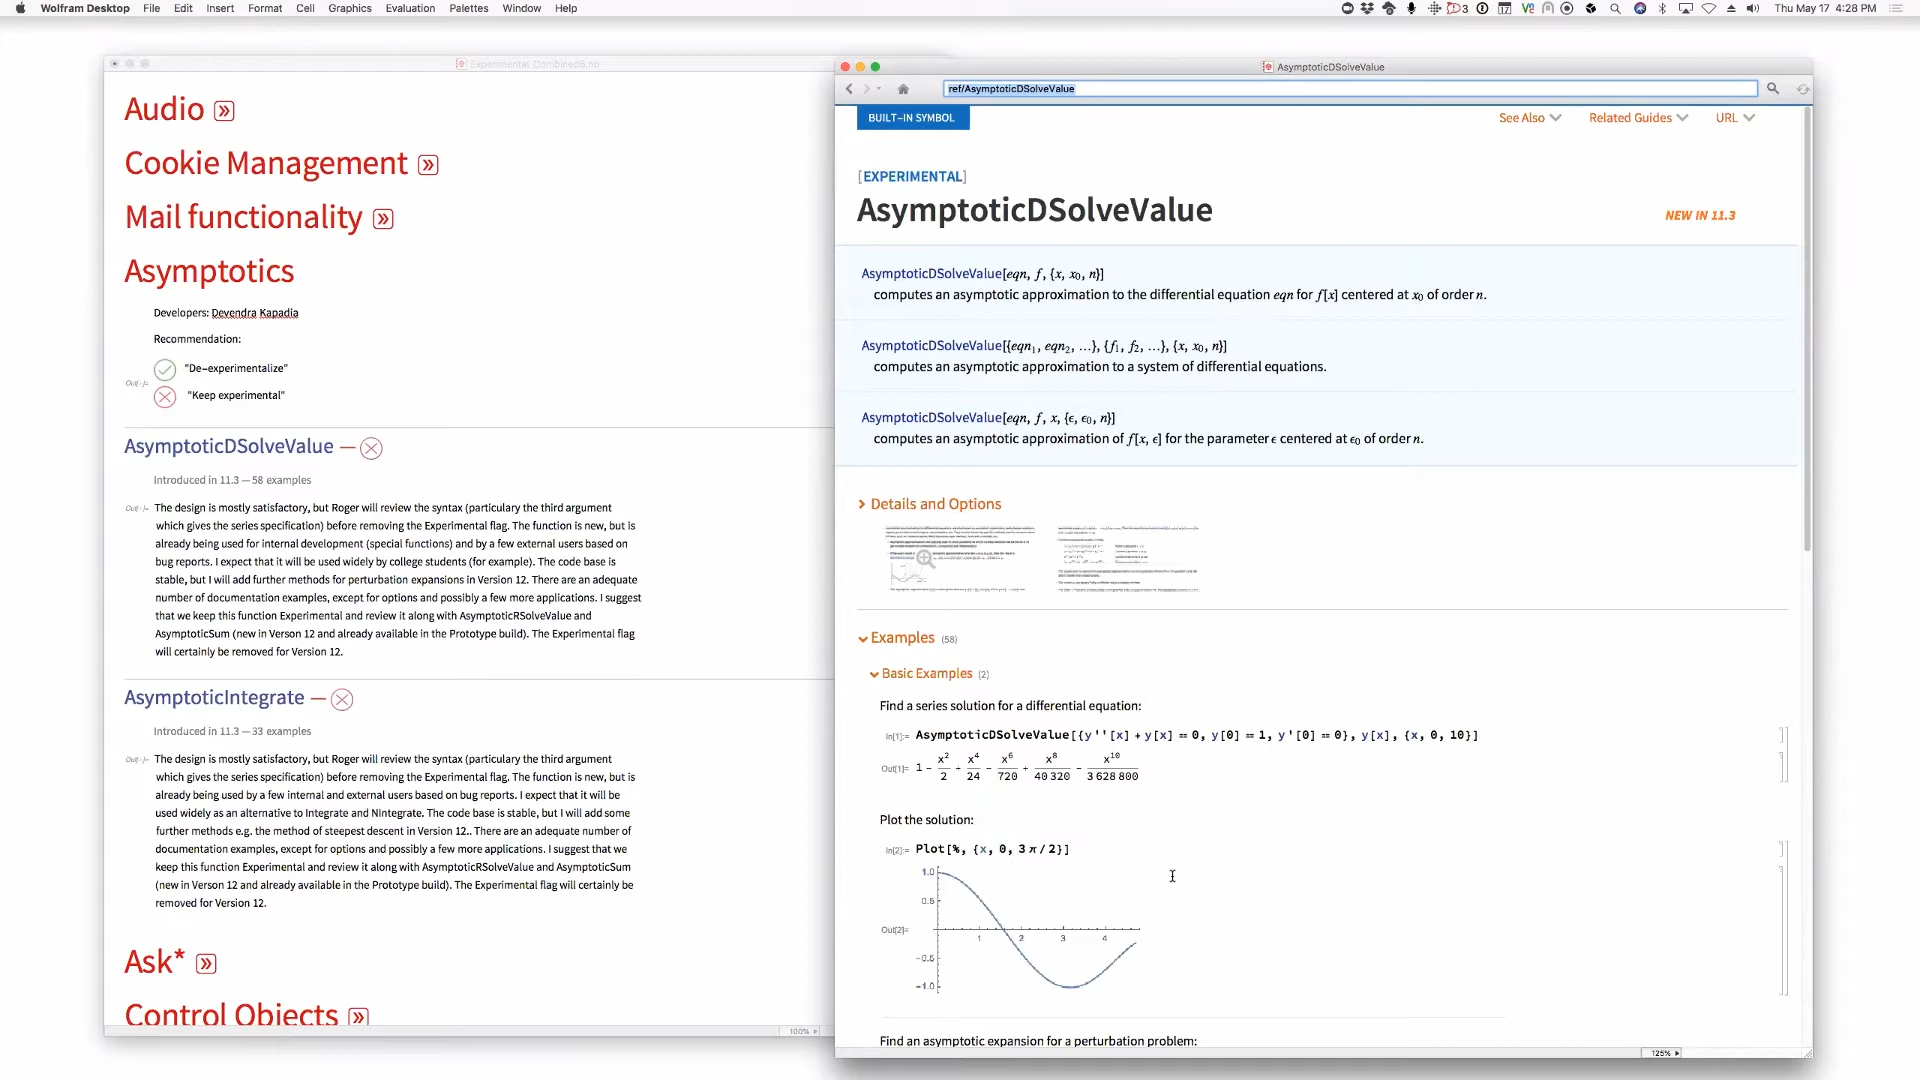 Wolfram Desktop File Edit Insert Format Cell Graphics Evaluation Palettes Window Help
3 17 Thu May 17 4:28 PM
Experimental_Combined5.nb
Audio
Cookie Management
Mail functionality
Asymptotics
Developers: Devendra Kapadia
Recommendation:
"De-experimentalize"
"Keep experimental"
AsymptoticDSolveValue —
Introduced in 11.3 — 58 examples
The design is mostly satisfactory, but Roger will review the syntax (particulary the third argument
which gives the series specification) before removing the Experimental flag. The function is new, but is
already being used for internal development (special functions) and by a few external users based on
bug reports. I expect that it will be used widely by college students (for example). The code base is
stable, but I will add further methods for perturbation expansions in Version 12. There are an adequate
number of documentation examples, except for options and possibly a few more applications. I suggest
that we keep this function Experimental and review it along with AsymptoticRSolveValue and
AsymptoticSum (new in Verson 12 and already available in the Prototype build). The Experimental flag
will certainly be removed for Version 12.
AsymptoticIntegrate —
Introduced in 11.3 — 33 examples
The design is mostly satisfactory, but Roger will review the syntax (particulary the third argument
which gives the series specification) before removing the Experimental flag. The function is new, but is
already being used by a few internal and external users based on bug reports. I expect that it will be
used widely as an alternative to Integrate and NIntegrate. The code base is stable, but I will add some
further methods e.g. the method of steepest descent in Version 12.. There are an adequate number of
documentation examples, except for options and possibly a few more applications. I suggest that we
keep this function Experimental and review it along with AsymptoticRSolveValue and AsymptoticSum
(new in Verson 12 and already available in the Prototype build). The Experimental flag will certainly be
removed for Version 12.
Ask*
Control Objects
100%
AsymptoticDSolveValue
ref/AsymptoticDSolveValue
BUILT-IN SYMBOL See Also Related Guides URL
[EXPERIMENTAL]
AsymptoticDSolveValue NEW IN 11.3
AsymptoticDSolveValue[eqn, f, {x, x₀, n}]
computes an asymptotic approximation to the differential equation eqn for f[x] centered at x₀ of order n.
AsymptoticDSolveValue[{eqn₁, eqn₂, …}, {f₁, f₂, …}, {x, x₀, n}]
computes an asymptotic approximation to a system of differential equations.
AsymptoticDSolveValue[eqn, f, x, {ϵ, ϵ₀, n}]
computes an asymptotic approximation of f[x, ϵ] for the parameter ϵ centered at ϵ₀ of order n.
Details and Options
Examples (58)
Basic Examples (2)
Find a series solution for a differential equation:
In[1]:= AsymptoticDSolveValue[{y''[x] + y[x] == 0, y[0] == 1, y'[0] == 0}, y[x], {x, 0, 10}]
Out[1]= 1 - x²/2 + x⁴/24 - x⁶/720 + x⁸/40 320 - x¹⁰/3 628 800
Plot the solution:
In[2]:= Plot[%, {x, 0, 3 π / 2}]
1.0
0.5
Out[2]= 1 2 3 4
-0.5
-1.0
Find an asymptotic expansion for a perturbation problem:
125%